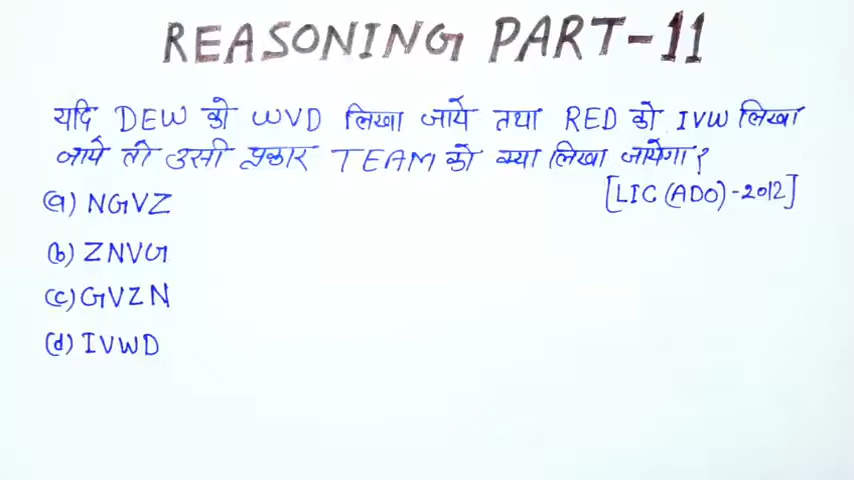 REASONING PART-11
यदि DEW को WVD लिखा जाये तथा RED को IVW लिखा
जाये तो उसी प्रकार TEAM को क्या लिखा जायेगा?
[LIC (ADO)-2012]
(a) NGVZ
(b) ZNVG
(c) GVZN
(d) IVWD